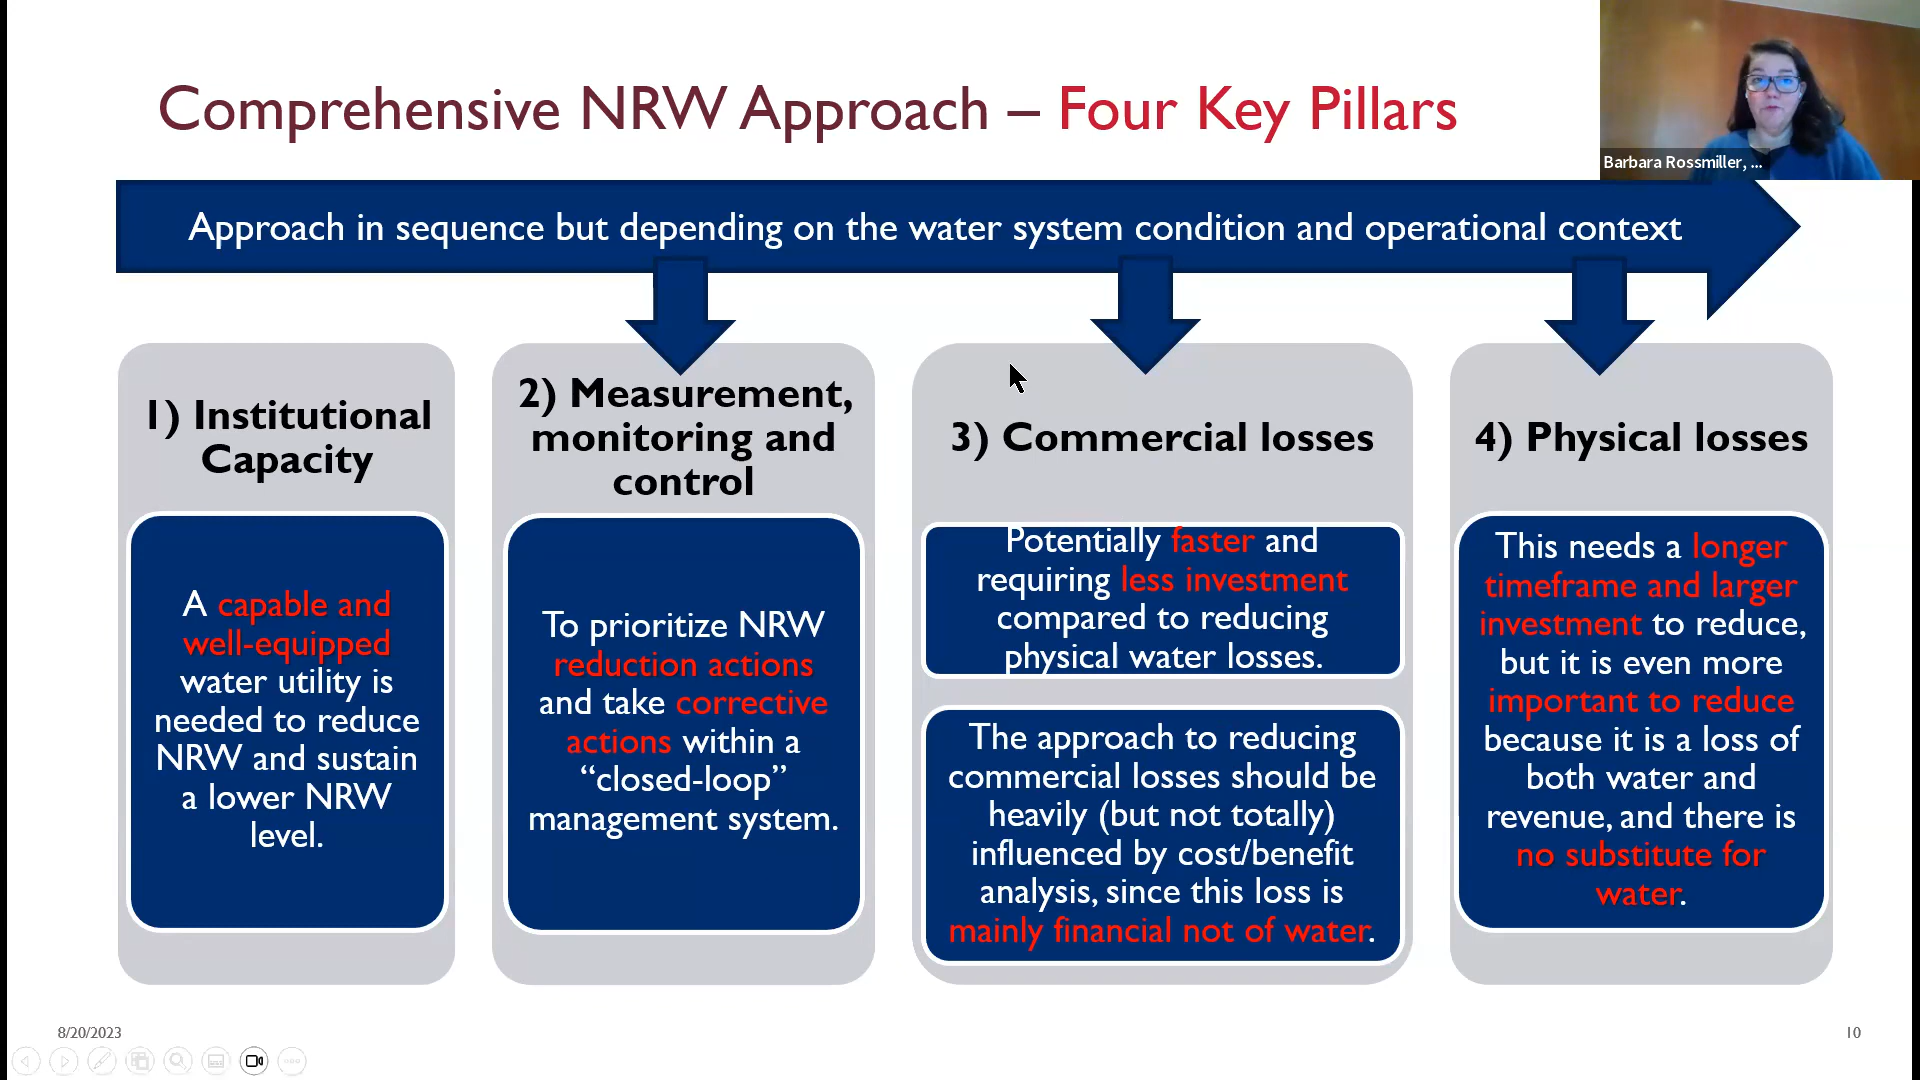 Comprehensive NRW Approach – Four Key Pillars
Barbara Rossmiller, ...
Approach in sequence but depending on the water system condition and operational context
1) Institutional
Capacity
A capable and
well-equipped
water utility is
needed to reduce
NRW and sustain
a lower NRW
level.
2) Measurement,
monitoring and
control
To prioritize NRW
reduction actions
and take corrective
actions within a
“closed-loop”
management system.
3) Commercial losses
Potentially faster and
requiring less investment
compared to reducing
physical water losses.
The approach to reducing
commercial losses should be
heavily (but not totally)
influenced by cost/benefit
analysis, since this loss is
mainly financial not of water.
4) Physical losses
This needs a longer
timeframe and larger
investment to reduce,
but it is even more
important to reduce
because it is a loss of
both water and
revenue, and there is
no substitute for
water.
8/20/2023
10